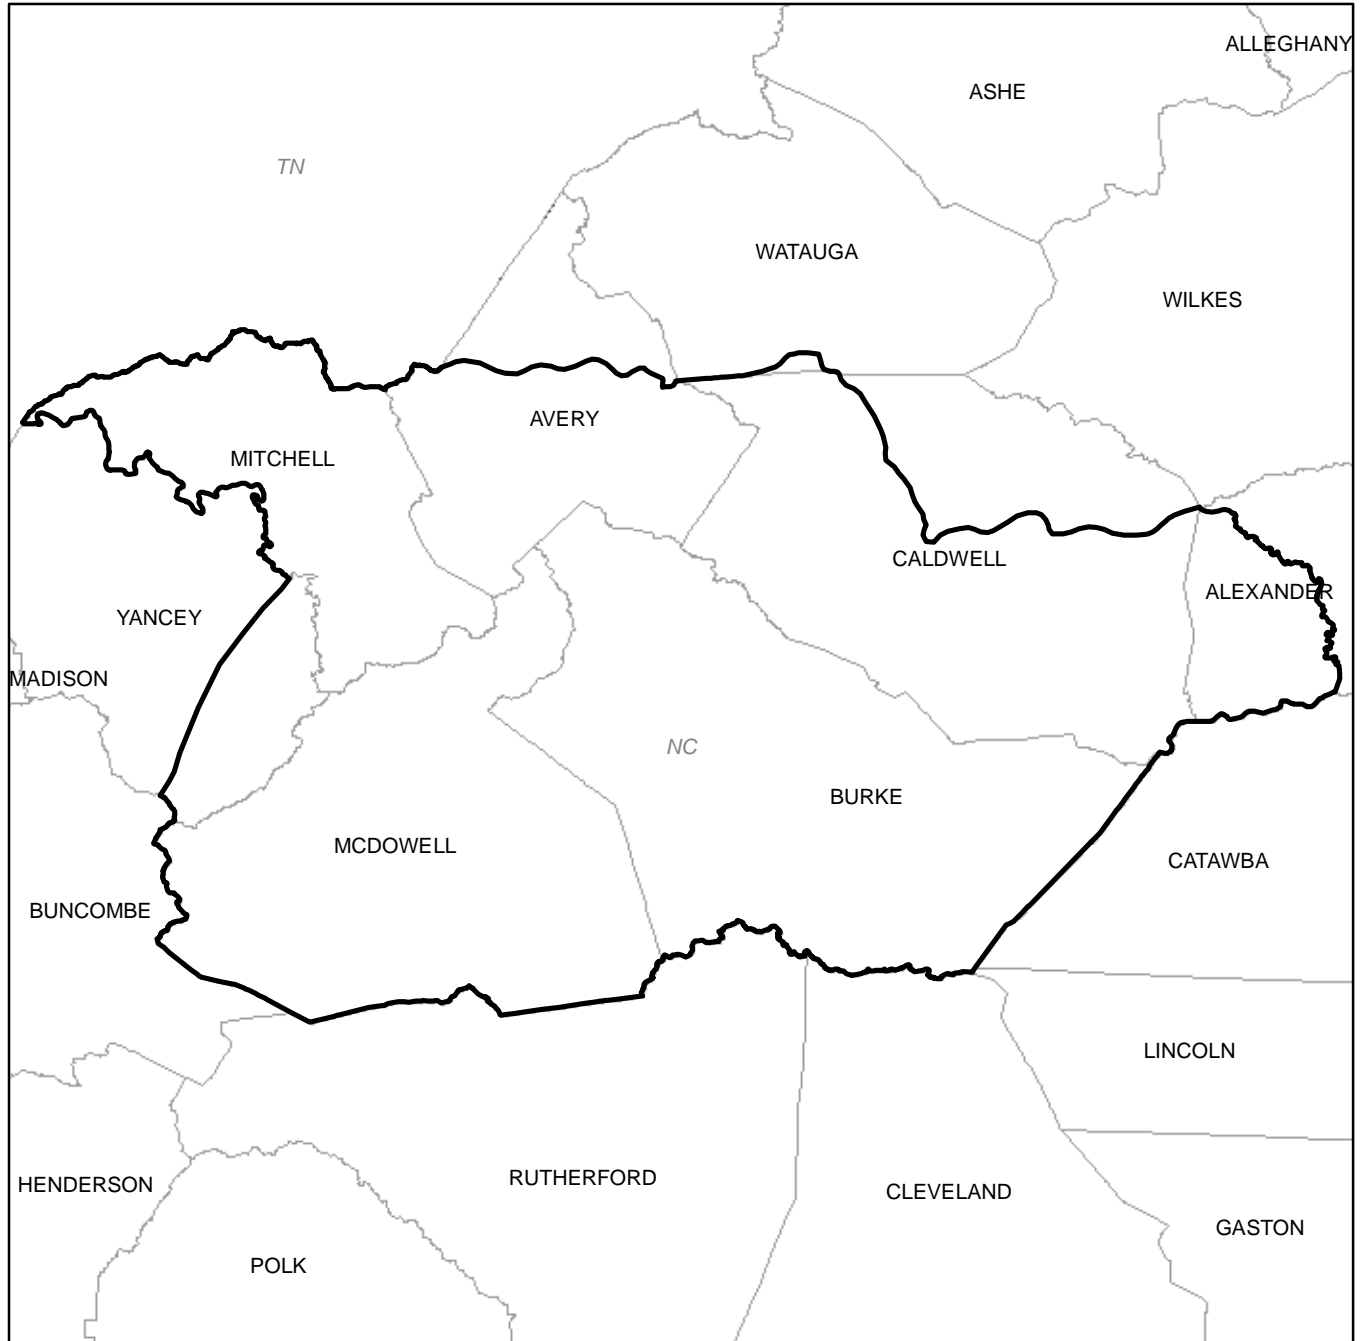 ALLEGHANY
ASHE
TN
WATAUGA
WILKES
AVERY
MITCHELL
CALDWELL
ALEXANDER
YANCEY
MADISON
NC
BURKE
MCDOWELL
CATAWBA
BUNCOMBE
LINCOLN
RUTHERFORD
HENDERSON
CLEVELAND
GASTON
POLK